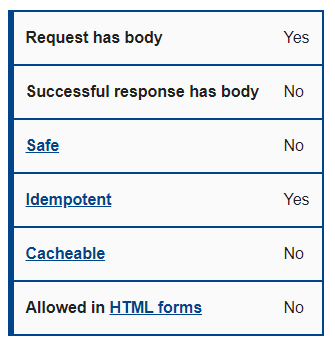 Request has body Yes
Successful response has body No
Safe No
Idempotent Yes
Cacheable No
Allowed in HTML forms No